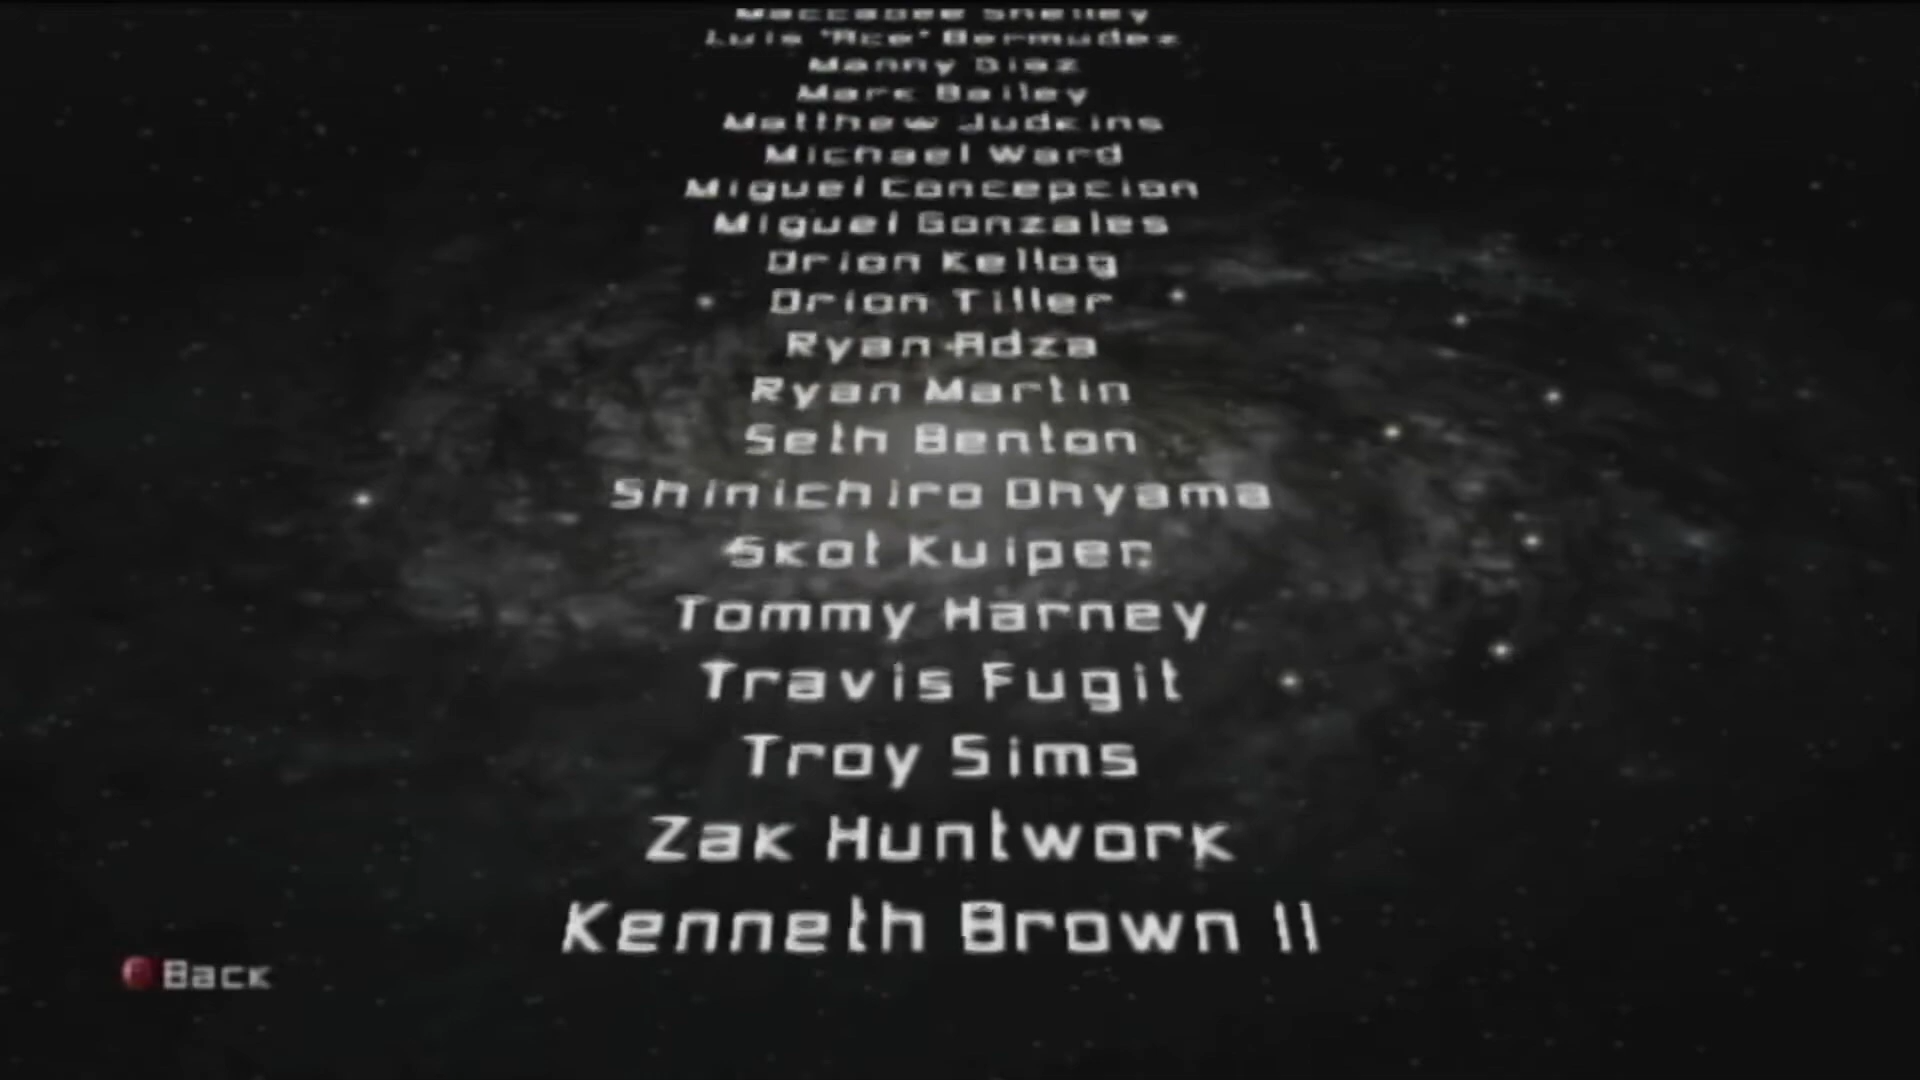 Maccabee Shelley
Luis "Ace" Bermudez
Manny Diaz
Mark Bailey
Matthew Judkins
Michael Ward
Miguel Concepcion
Miguel Gonzales
Orion Kellog
Orion Tiller
Ryan Adza
Ryan Martin
Seth Benton
Shinichiro Ohyama
Skot Kuiper
Tommy Harney
Travis Fugit
Troy Sims
Zak Huntwork
Kenneth Brown II
Back